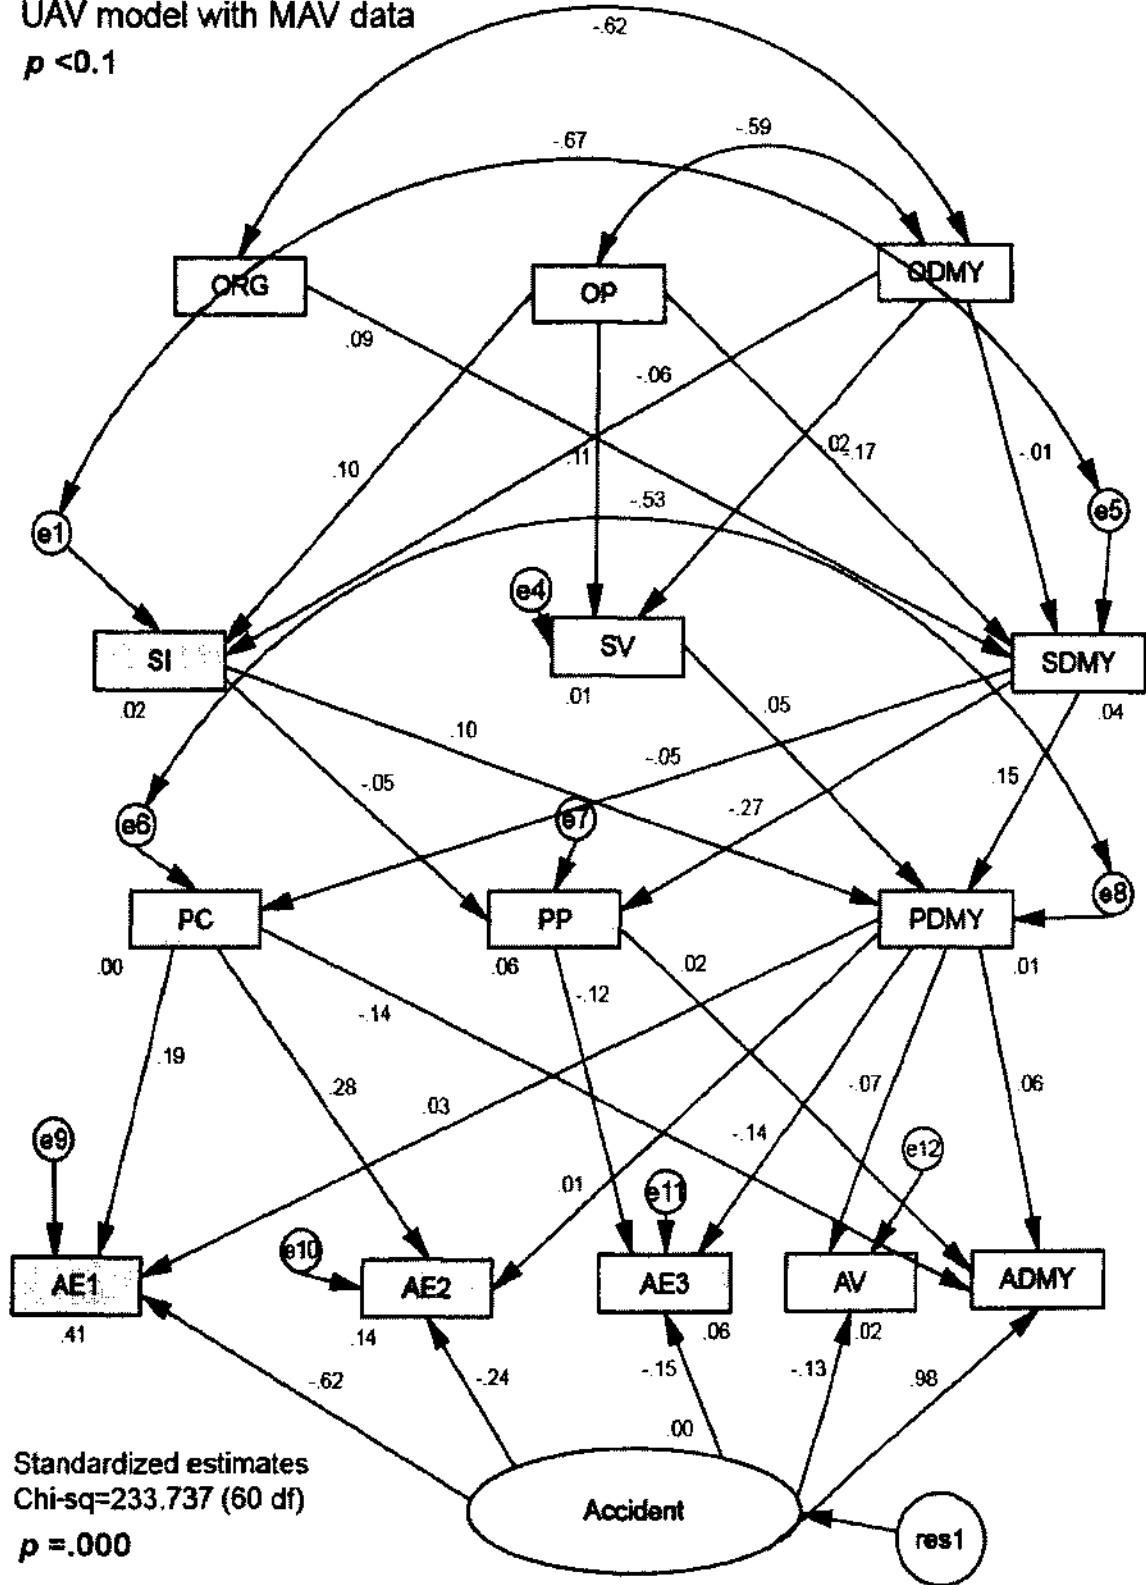 UAV model with MAV data
p <0.1
-.62
-.67
-.59
ORG
OP
ODMY
.09
-.06
.10
.11
.02
-.17
-.01
-.53
e1
e4
e5
SI
SV
SDMY
.02
.01
.04
.10
.05
-.05
-.05
-.27
.15
e6
e7
e8
PC
PP
PDMY
.00
.06
.01
.02
-.14
-.12
.19
.28
.03
-.07
.06
-.14
.01
e9
e10
e11
e12
AE1
AE2
AE3
AV
ADMY
.41
.14
.06
.02
-.62
-.24
-.15
-.13
.98
.00
Standardized estimates
Chi-sq=233.737 (60 df)
p =.000
Accident
res1